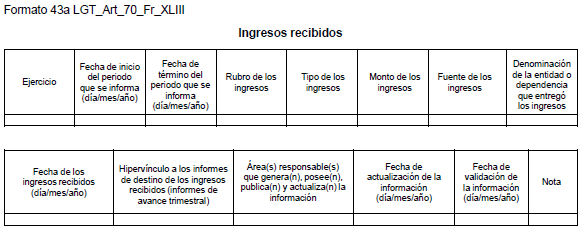 Formato 43a LGT_Art_70_Fr_XLIII
Ingresos recibidos
Ejercicio
Fecha de inicio
del periodo
que se informa
(día/mes/año)
Fecha de
término del
periodo que se
informa
(día/mes/año)
Rubro de los
ingresos
Tipo de los
ingresos
Monto de los
ingresos
Fuente de los
ingresos
Denominación
de la entidad o
dependencia
que entregó
los ingresos
Fecha de los
ingresos recibidos
(día/mes/año)
Hipervínculo a los informes
de destino de los ingresos
recibidos (informes de
avance trimestral)
Área(s) responsable(s)
que genera(n), posee(n),
publica(n) y actualiza(n) la
información
Fecha de
actualización de la
información
(día/mes/año)
Fecha de
validación de
la información
(día/mes/año)
Nota